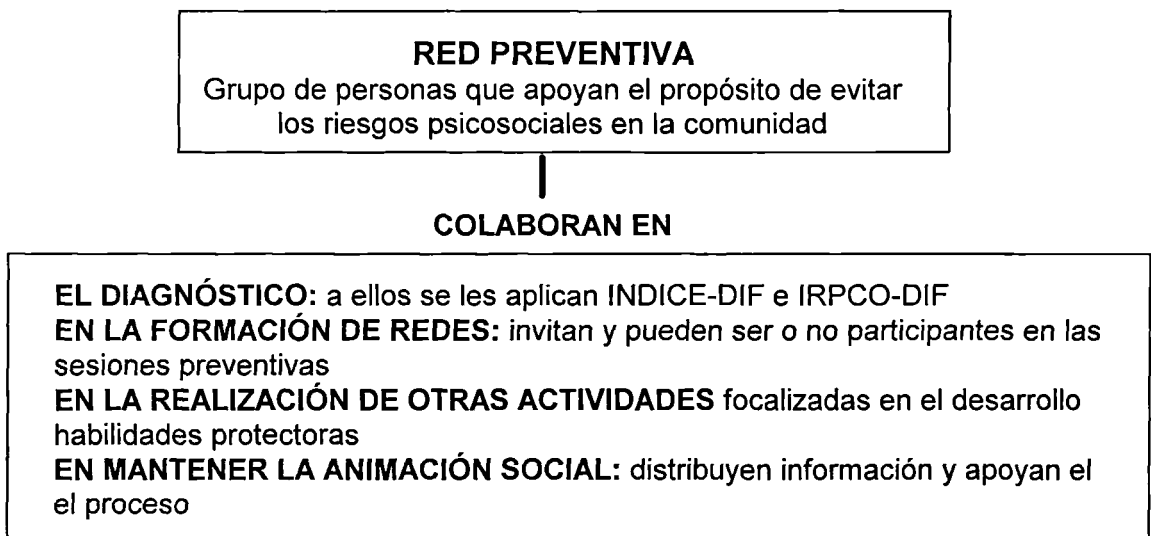 RED PREVENTIVA
Grupo de personas que apoyan el propósito de evitar
los riesgos psicosociales en la comunidad
COLABORAN EN
EL DIAGNÓSTICO: a ellos se les aplican INDICE-DIF e IRPCO-DIF
EN LA FORMACIÓN DE REDES: invitan y pueden ser o no participantes en las
sesiones preventivas
EN LA REALIZACIÓN DE OTRAS ACTIVIDADES focalizadas en el desarrollo
habilidades protectoras
EN MANTENER LA ANIMACIÓN SOCIAL: distribuyen información y apoyan el
el proceso